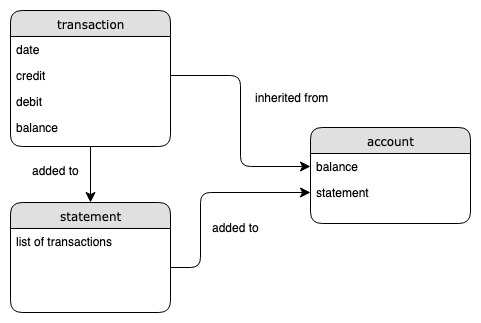 transaction
date
credit
debit
balance
inherited from
account
balance
statement
added to
statement
list of transactions
added to